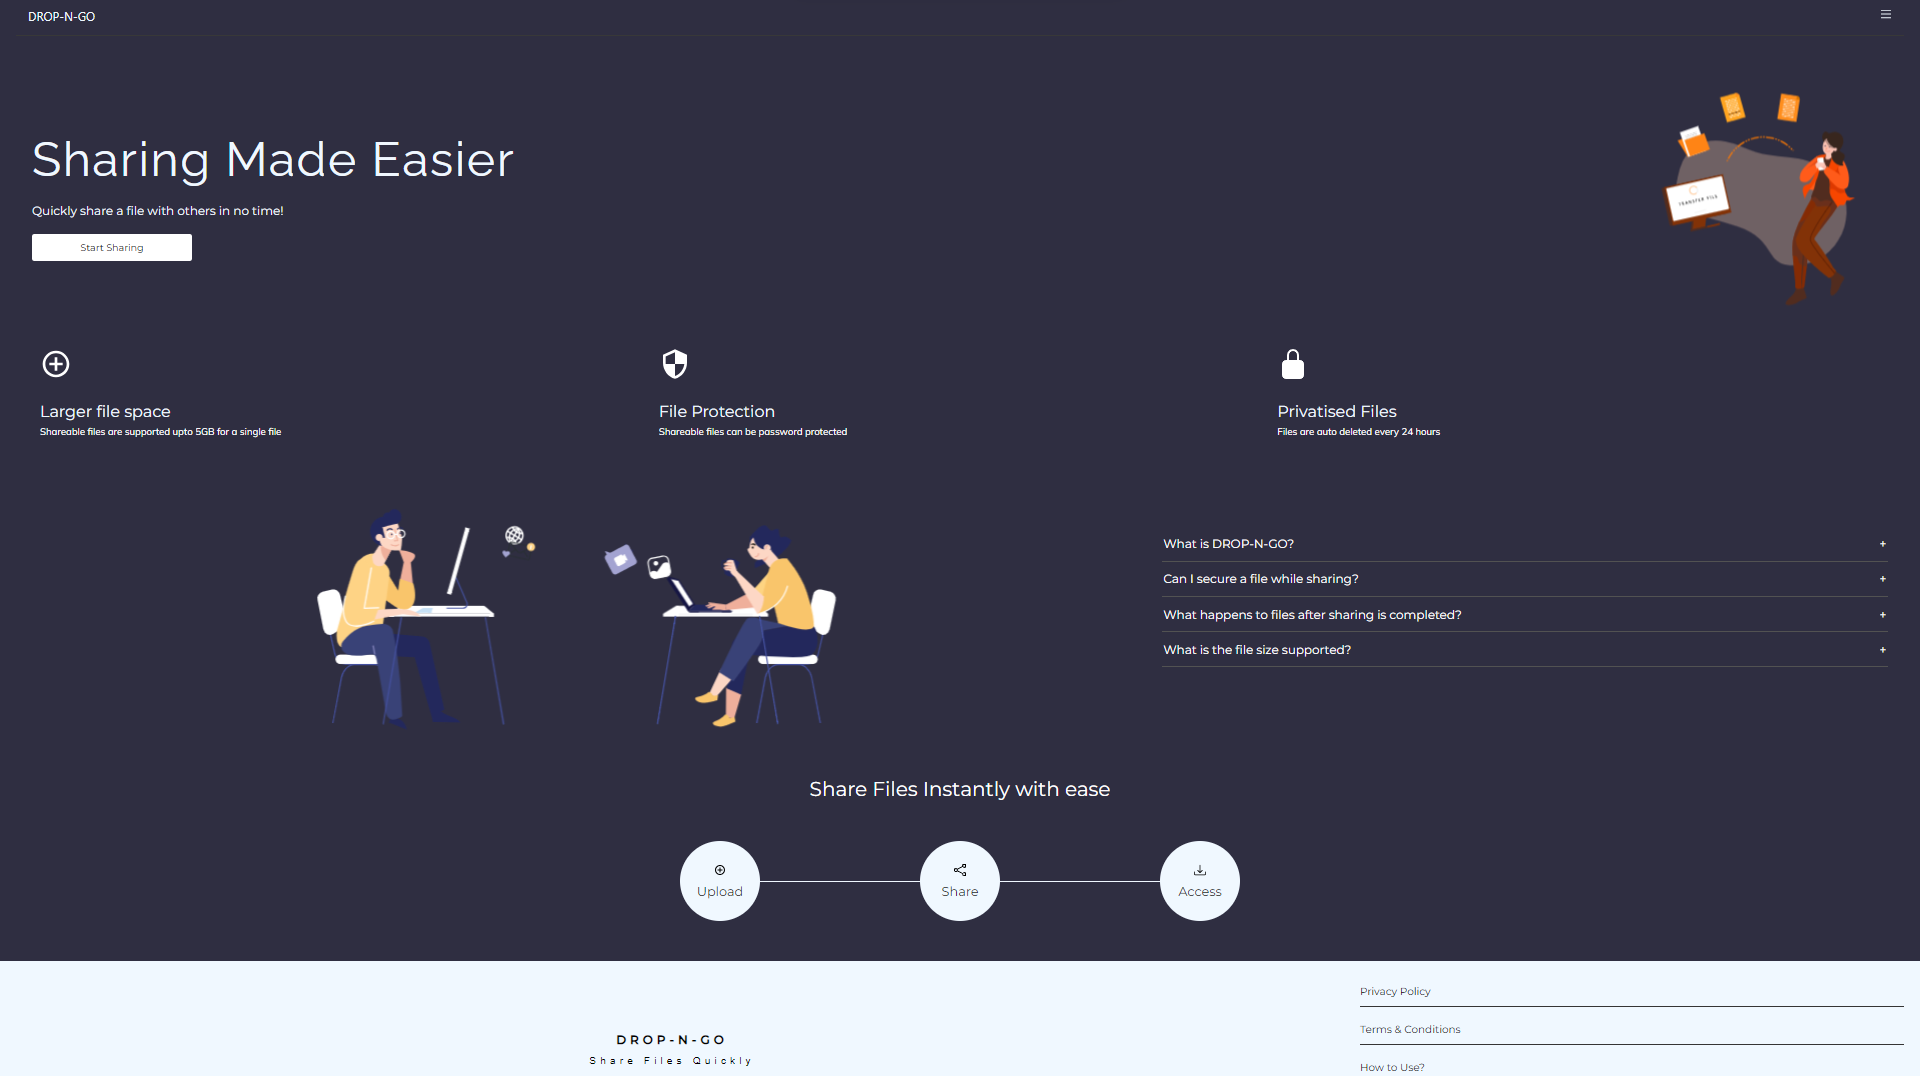 DROP-N-GO
Sharing Made Easier
Quickly share a file with others in no time!
Start Sharing
TRANSFER FILE
Larger file space
Shareable files are supported upto 5GB for a single file
File Protection
Shareable files can be password protected
Privatised Files
Files are auto deleted every 24 hours
What is DROP-N-GO? +
Can I secure a file while sharing? +
What happens to files after sharing is completed? +
What is the file size supported? +
Share Files Instantly with ease
Upload
Share
Access
DROP-N-GO
Share Files Quickly
Privacy Policy
Terms & Conditions
How to Use?